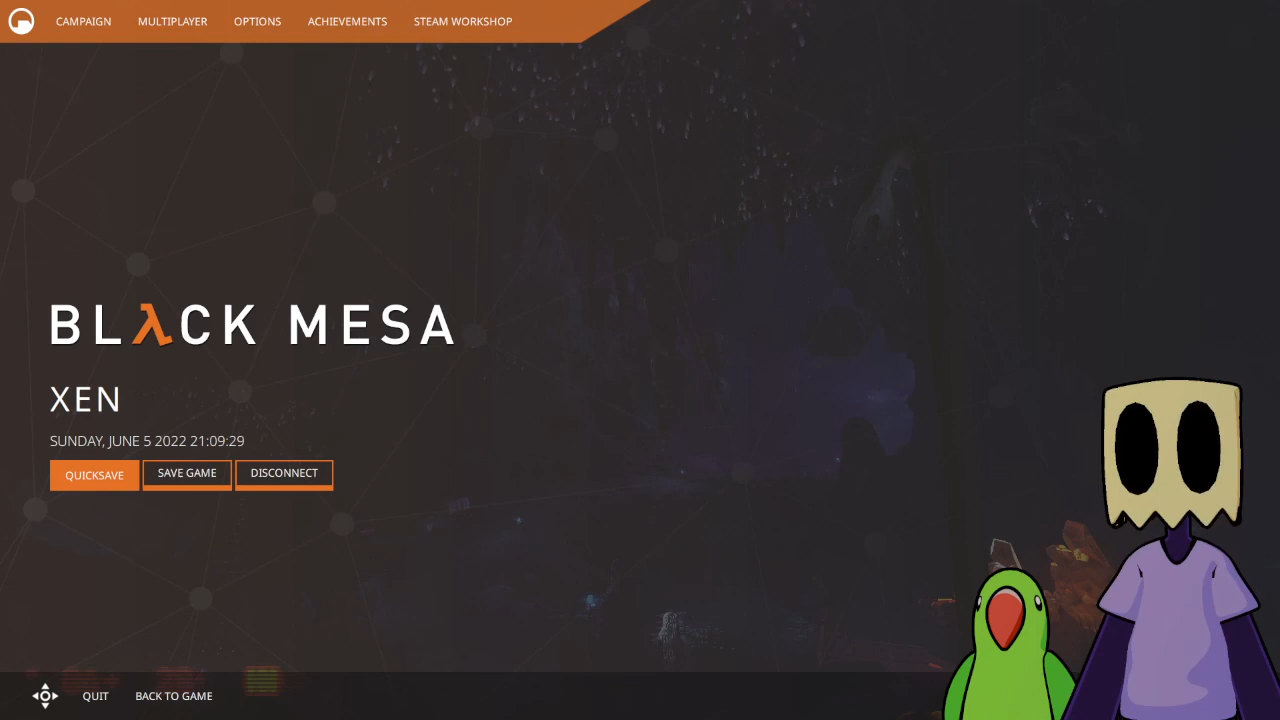 CAMPAIGN MULTIPLAYER OPTIONS ACHIEVEMENTS STEAM WORKSHOP
BLλCK MESA
XEN
SUNDAY, JUNE 5 2022 21:09:29
QUICKSAVE SAVE GAME DISCONNECT
QUIT BACK TO GAME